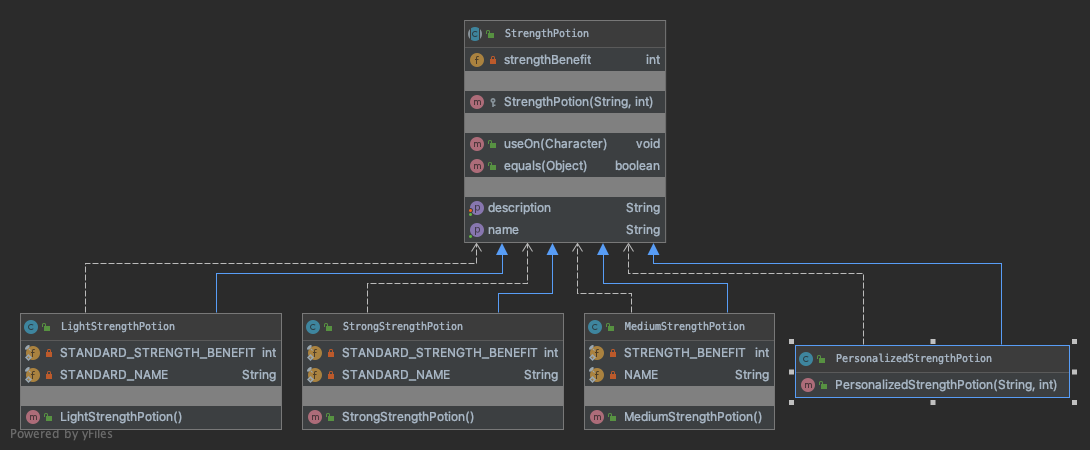 StrengthPotion
strengthBenefit int
StrengthPotion(String, int)
useOn(Character) void
equals(Object) boolean
description String
name String
LightStrengthPotion
STANDARD_STRENGTH_BENEFIT int
STANDARD_NAME String
LightStrengthPotion()
StrongStrengthPotion
STANDARD_STRENGTH_BENEFIT int
STANDARD_NAME String
StrongStrengthPotion()
MediumStrengthPotion
STRENGTH_BENEFIT int
NAME String
MediumStrengthPotion()
PersonalizedStrengthPotion
PersonalizedStrengthPotion(String, int)
Powered by yFiles